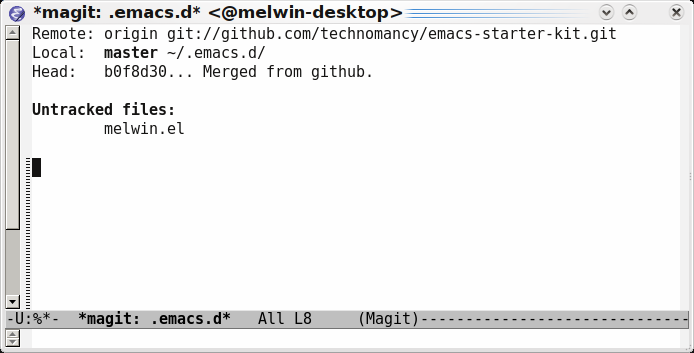 *magit: .emacs.d* <@melwin-desktop>
Remote: origin git://github.com/technomancy/emacs-starter-kit.git
Local:  master ~/.emacs.d/
Head:   b0f8d30... Merged from github.
Untracked files:
        melwin.el
-U:%*-  *magit: .emacs.d*   All L8     (Magit)------------------------------